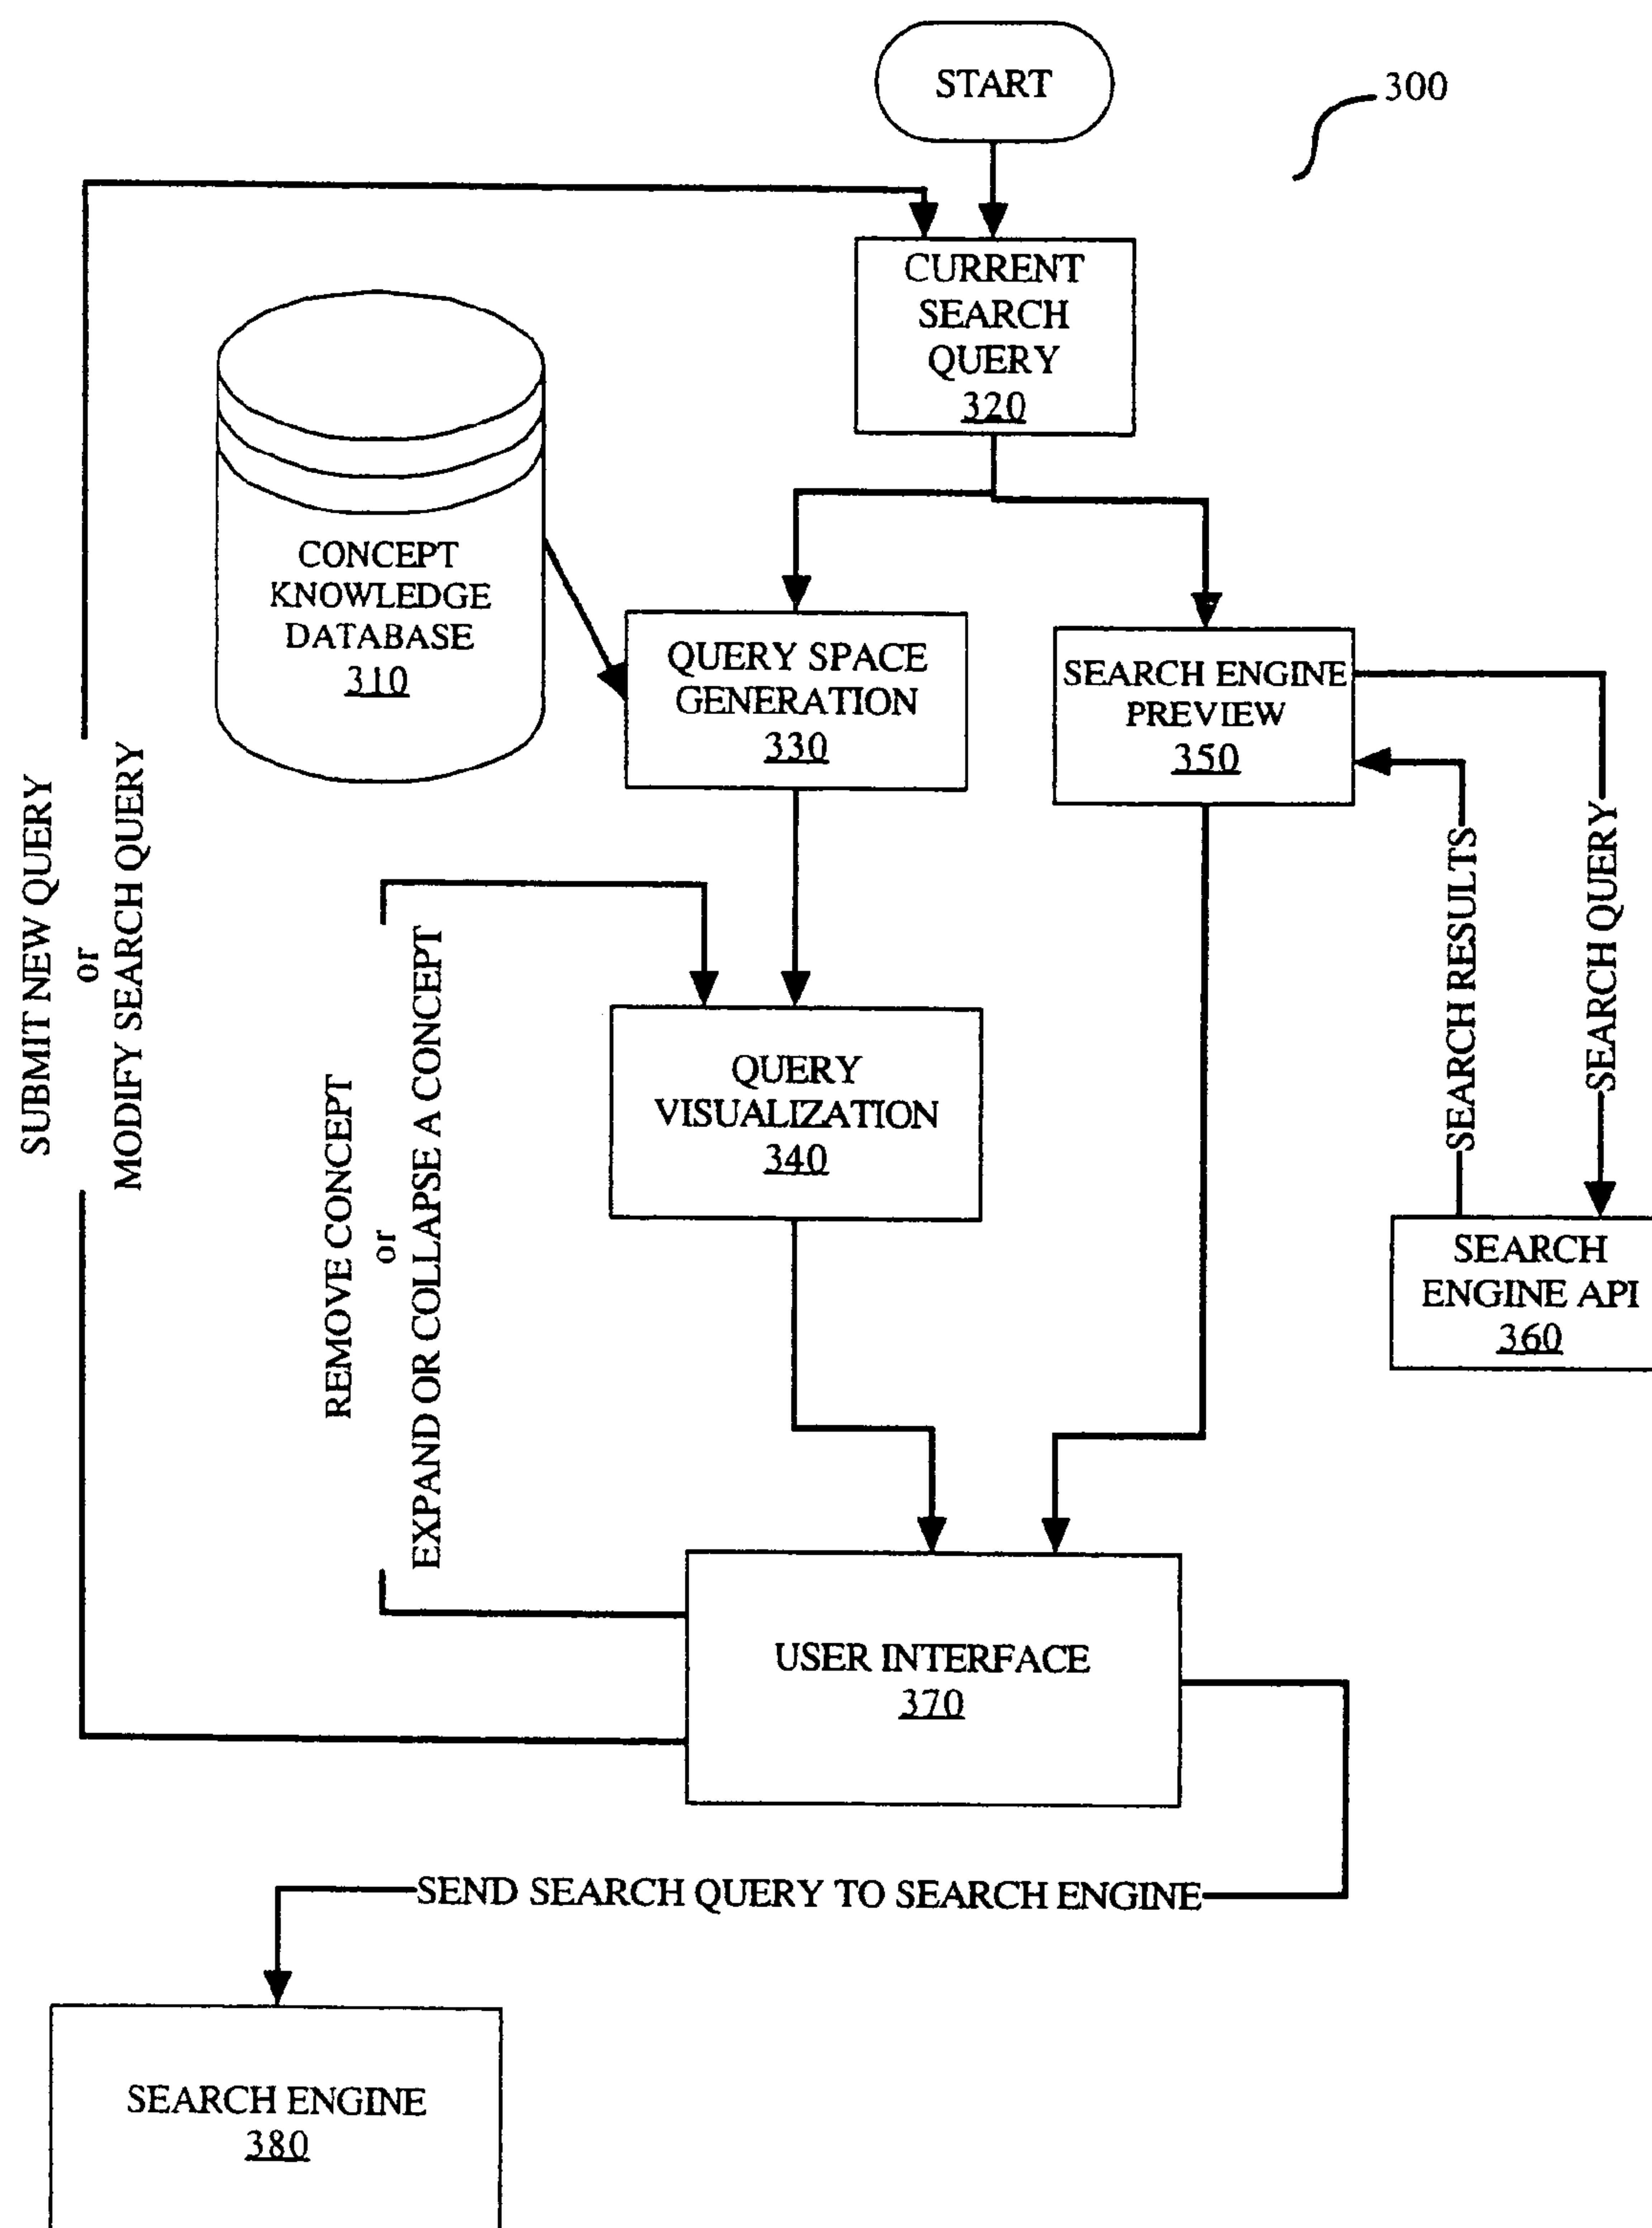 START
300
CURRENT
SEARCH
QUERY
320
CONCEPT
KNOWLEDGE
DATABASE
310
QUERY SPACE
GENERATION
330
SEARCH ENGINE
PREVIEW
350
SUBMIT NEW QUERY
or
MODIFY SEARCH QUERY
REMOVE CONCEPT
or
EXPAND OR COLLAPSE A CONCEPT
SEARCH RESULTS
SEARCH QUERY
QUERY
VISUALIZATION
340
SEARCH
ENGINE API
360
USER INTERFACE
370
SEND SEARCH QUERY TO SEARCH ENGINE
SEARCH ENGINE
380